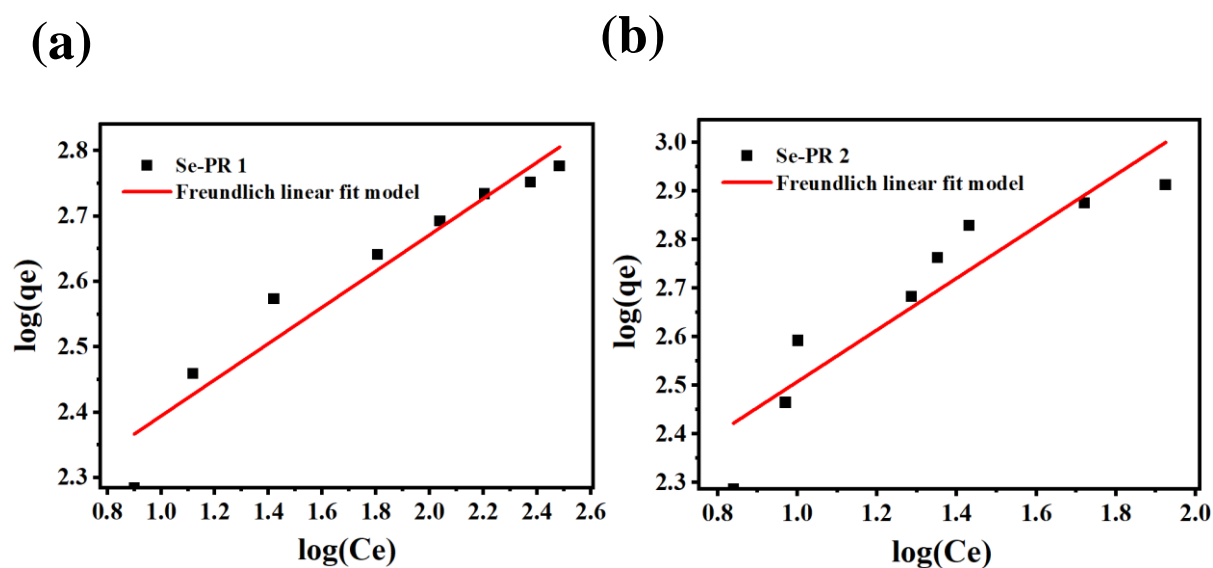 (a)
2.8
2.7
2.6
2.5
2.4
2.3
log(qe)
Se-PR 1
Freundlich linear fit model
0.8 1.0 1.2 1.4 1.6 1.8 2.0 2.2 2.4 2.6
log(Ce)
(b)
3.0
2.9
2.8
2.7
2.6
2.5
2.4
2.3
log(qe)
Se-PR 2
Freundlich linear fit model
0.8 1.0 1.2 1.4 1.6 1.8 2.0
log(Ce)